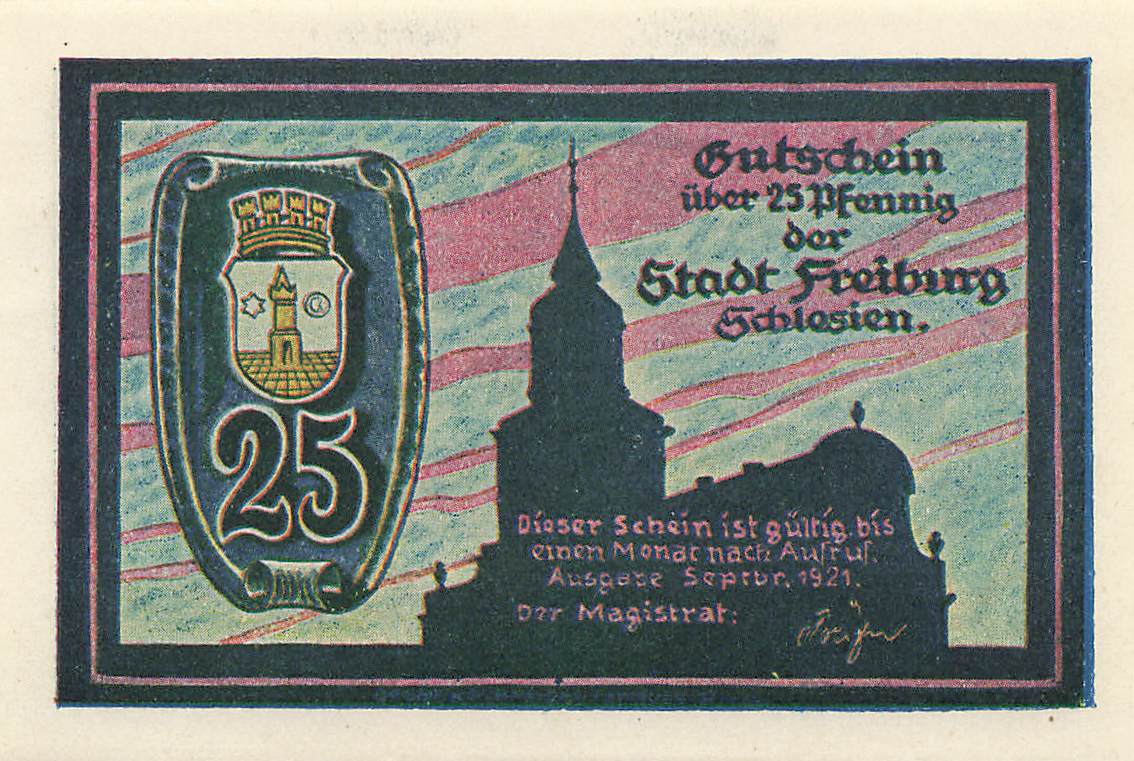 Gutschein
über 25 Pfennig
der
Stadt Freiburg
Schlesien.
25
Dieser Schein ist gültig bis
einen Monat nach Aufruf.
Ausgabe Septbr. 1921.
Der Magistrat: